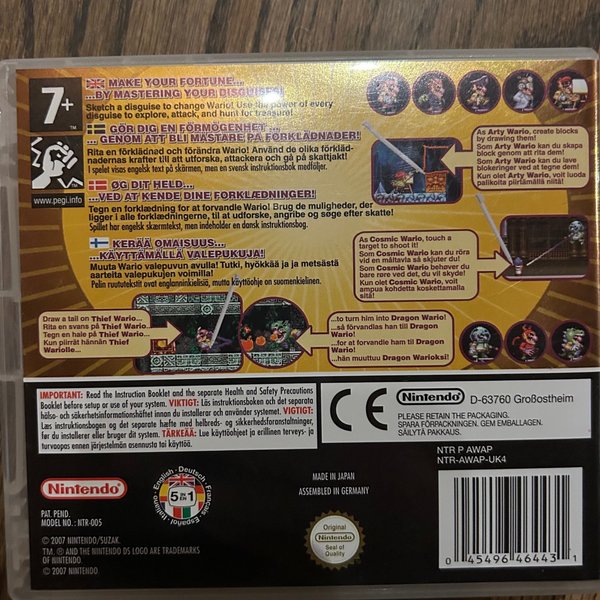 7+
TM
www.pegi.info
MAKE YOUR FORTUNE...
...BY MASTERING YOUR DISGUISES!
Sketch a disguise to change Wario! Use the power of every
disguise to explore, attack, and hunt for treasure!
GÖR DIG EN FÖRMÖGENHET ...
... GENOM ATT BLI MÄSTARE PÅ FÖRKLÄDNADER!
Rita en förklädnad och förändra Wario! Använd de olika förkläd-
nadernas krafter till att utforska, attackera och gå på skattjakt!
I spelet visas engelsk text på skärmen, men en svensk instruktionsbok medföljer.
ØG DIT HELD...
...VED AT KENDE DINE FORKLÆDNINGER!
Tegn en forklædning for at forvandle Wario! Brug de muligheder, der
ligger i alle forklædningerne, til at udforske, angribe og søge efter skatte!
Spillet har engelsk skærmtekst, men indeholder en dansk instruktionsbog.
KERÄÄ OMAISUUS...
...KÄYTTÄMÄLLÄ VALEPUKUJA!
Muuta Wario valepuvun avulla! Tutki, hyökkää ja ja metsästä
aarteita valepukujen voimilla!
Pelin ruututekstit ovat englanninkielisiä, mutta käyttöohje on suomenkielinen.
As Arty Wario, create blocks
by drawing them!
Som Arty Wario kan du skapa
block genom att rita dem!
Som Arty Wario kan du lave
blokeringer ved at tegne dem!
Kun olet Arty Wario, voit luoda
palikoita piirtämällä niitä!
As Cosmic Wario, touch a
target to shoot it!
Som Cosmic Wario kan du röra
vid en måltavla så skjuter du!
Som Cosmic Wario behøver du
bare røre ved det, du vil skyde!
Kun olet Cosmic Wario, voit
ampua kohdetta koskettamalla
sitä!
Draw a tail on Thief Wario...
Rita en svans på Thief Wario...
Tegn en hale på Thief Wario...
Kun piirrät hännän Thief
Wariolle...
...to turn him into Dragon Wario!
...så förvandlas han till Dragon
Wario!
...for at forvandle ham til Dragon
Wario!
...hän muuttuu Dragon Warioksi!
IMPORTANT: Read the Instruction Booklet and the separate Health and Safety Precautions
Booklet before setup or use of your system. VIKTIGT: Läs instruktionsboken och det separata
hälso- och säkerhetsinformationshäftet innan du installerar och använder systemet. VIGTIGT:
Læs instruktionsbogen og det separate hæfte med helbreds- og sikkerhedsforanstaltninger,
før du installerer eller bruger dit system. TÄRKEÄÄ: Lue käyttöohjeet ja erillinen terveys- ja
turvaopas ennen järjestelmän asennusta tai käyttöä.
CE
Nintendo
D-63760 Großostheim
PLEASE RETAIN THE PACKAGING.
SPARA FÖRPACKNINGEN. GEM EMBALLAGEN.
SÄILYTÄ PAKKAUS.
NTR P AWAP
NTR-AWAP-UK4
Nintendo
PAT. PEND.
MODEL NO.: NTR-005
English - Deutsch
Italiano - Español - Français
5 IN 1
MADE IN JAPAN
ASSEMBLED IN GERMANY
Original
Nintendo
Seal of
Quality
© 2007 NINTENDO/SUZAK.
TM, ® AND THE NINTENDO DS LOGO ARE TRADEMARKS
OF NINTENDO.
© 2007 NINTENDO.
0 45496 46443 1